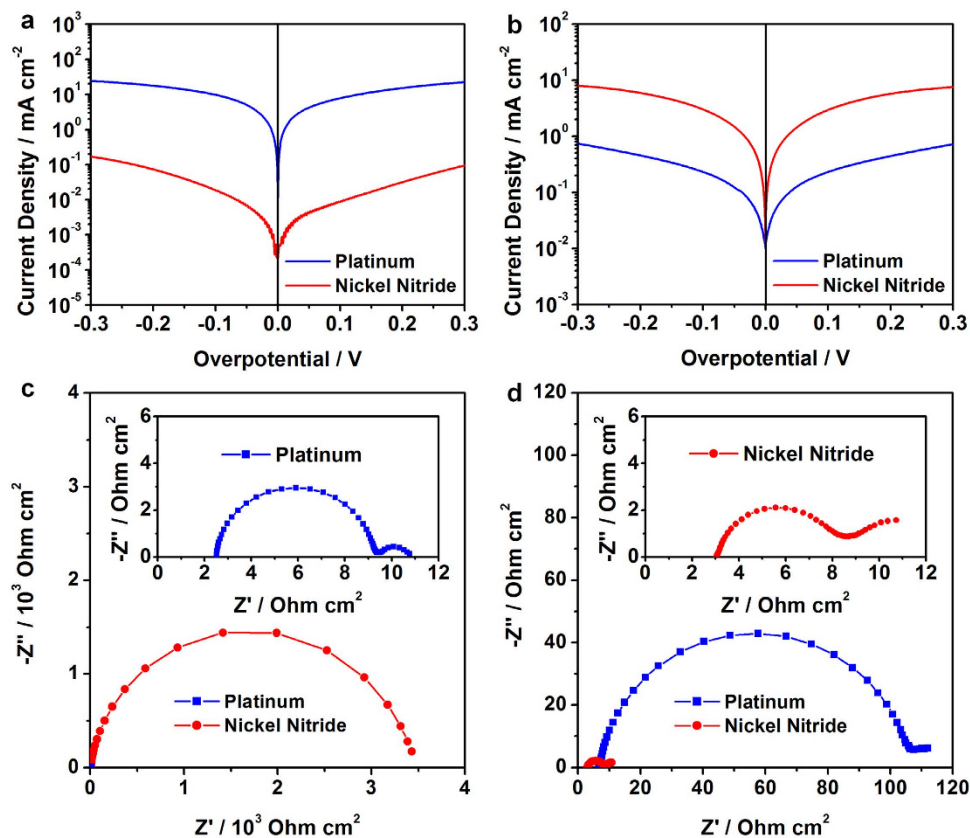 a
10³
10²
10¹
10⁰
10⁻¹
10⁻²
10⁻³
10⁻⁴
10⁻⁵
Current Density / mA cm⁻²
Platinum
Nickel Nitride
-0.3 -0.2 -0.1 0.0 0.1 0.2 0.3
Overpotential / V
b
10²
10¹
10⁰
10⁻¹
10⁻²
10⁻³
Current Density / mA cm⁻²
Platinum
Nickel Nitride
-0.3 -0.2 -0.1 0.0 0.1 0.2 0.3
Overpotential / V
c
4
3
2
1
0
-Z'' / 10³ Ohm cm²
6
4
2
0
-Z'' / Ohm cm²
Platinum
0 2 4 6 8 10 12
Z' / Ohm cm²
Platinum
Nickel Nitride
0 1 2 3 4
Z' / 10³ Ohm cm²
d
120
100
80
60
40
20
0
-Z'' / Ohm cm²
6
4
2
0
-Z'' / Ohm cm²
Nickel Nitride
0 2 4 6 8 10 12
Z' / Ohm cm²
Platinum
Nickel Nitride
0 20 40 60 80 100 120
Z' / Ohm cm²